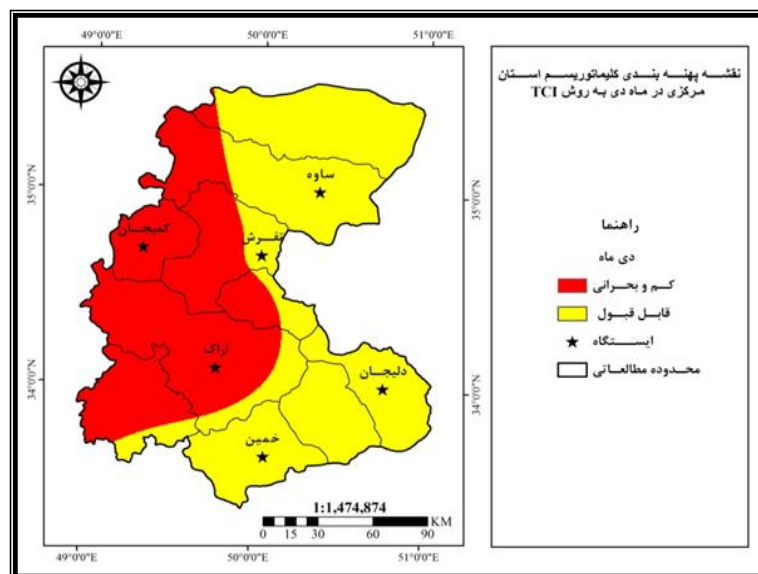 49°0'0"E
50°0'0"E
51°0'0"E
نقشه پهنه بندی کلیماتوریسم استان
مرکزی در ماه دی به روش TCI
35°0'0"N
35°0'0"N
34°0'0"N
34°0'0"N
ساوه
تفرش
کمیجان
اراک
دلیجان
خمین
راهنما
دی ماه
کم و بحرانی
قابل قبول
ایستگاه
محدوده مطالعاتی
1:1,474,874
0 15 30 60 90 KM
49°0'0"E
50°0'0"E
51°0'0"E